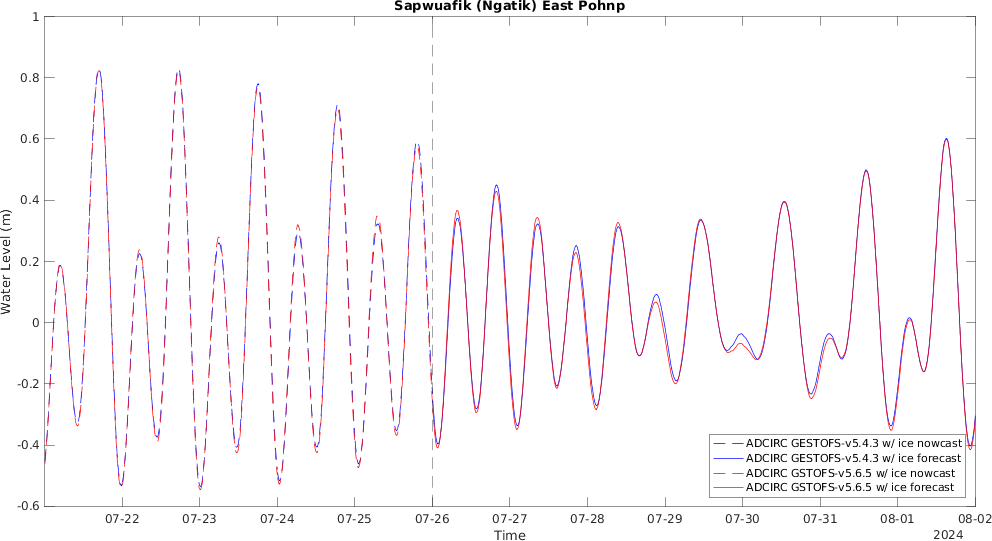 Sapwuafik (Ngatik) East Pohnp
Water Level (m)
1
0.8
0.6
0.4
0.2
0
-0.2
-0.4
-0.6
ADCIRC GESTOFS-v5.4.3 w/ ice nowcast
ADCIRC GESTOFS-v5.4.3 w/ ice forecast
ADCIRC GSTOFS-v5.6.5 w/ ice nowcast
ADCIRC GSTOFS-v5.6.5 w/ ice forecast
07-22 07-23 07-24 07-25 07-26 07-27 07-28 07-29 07-30 07-31 08-01 08-02
Time
2024